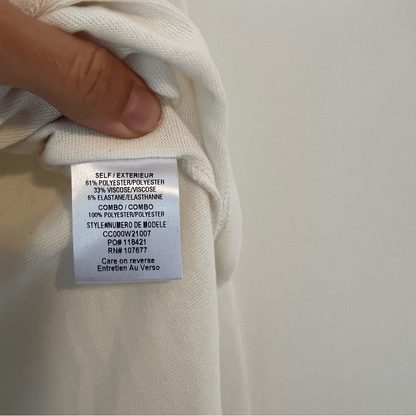 SELF / EXTERIEUR
61% POLYESTER/POLYESTER
33% VISCOSE/VISCOSE
6% ELASTANE/ELASTHANNE
COMBO / COMBO
100% POLYESTER/POLYESTER
STYLE#NUMERO DE MODELE
CC000W21007
PO# 118421
RN# 107677
Care on reverse
Entretien Au Verso